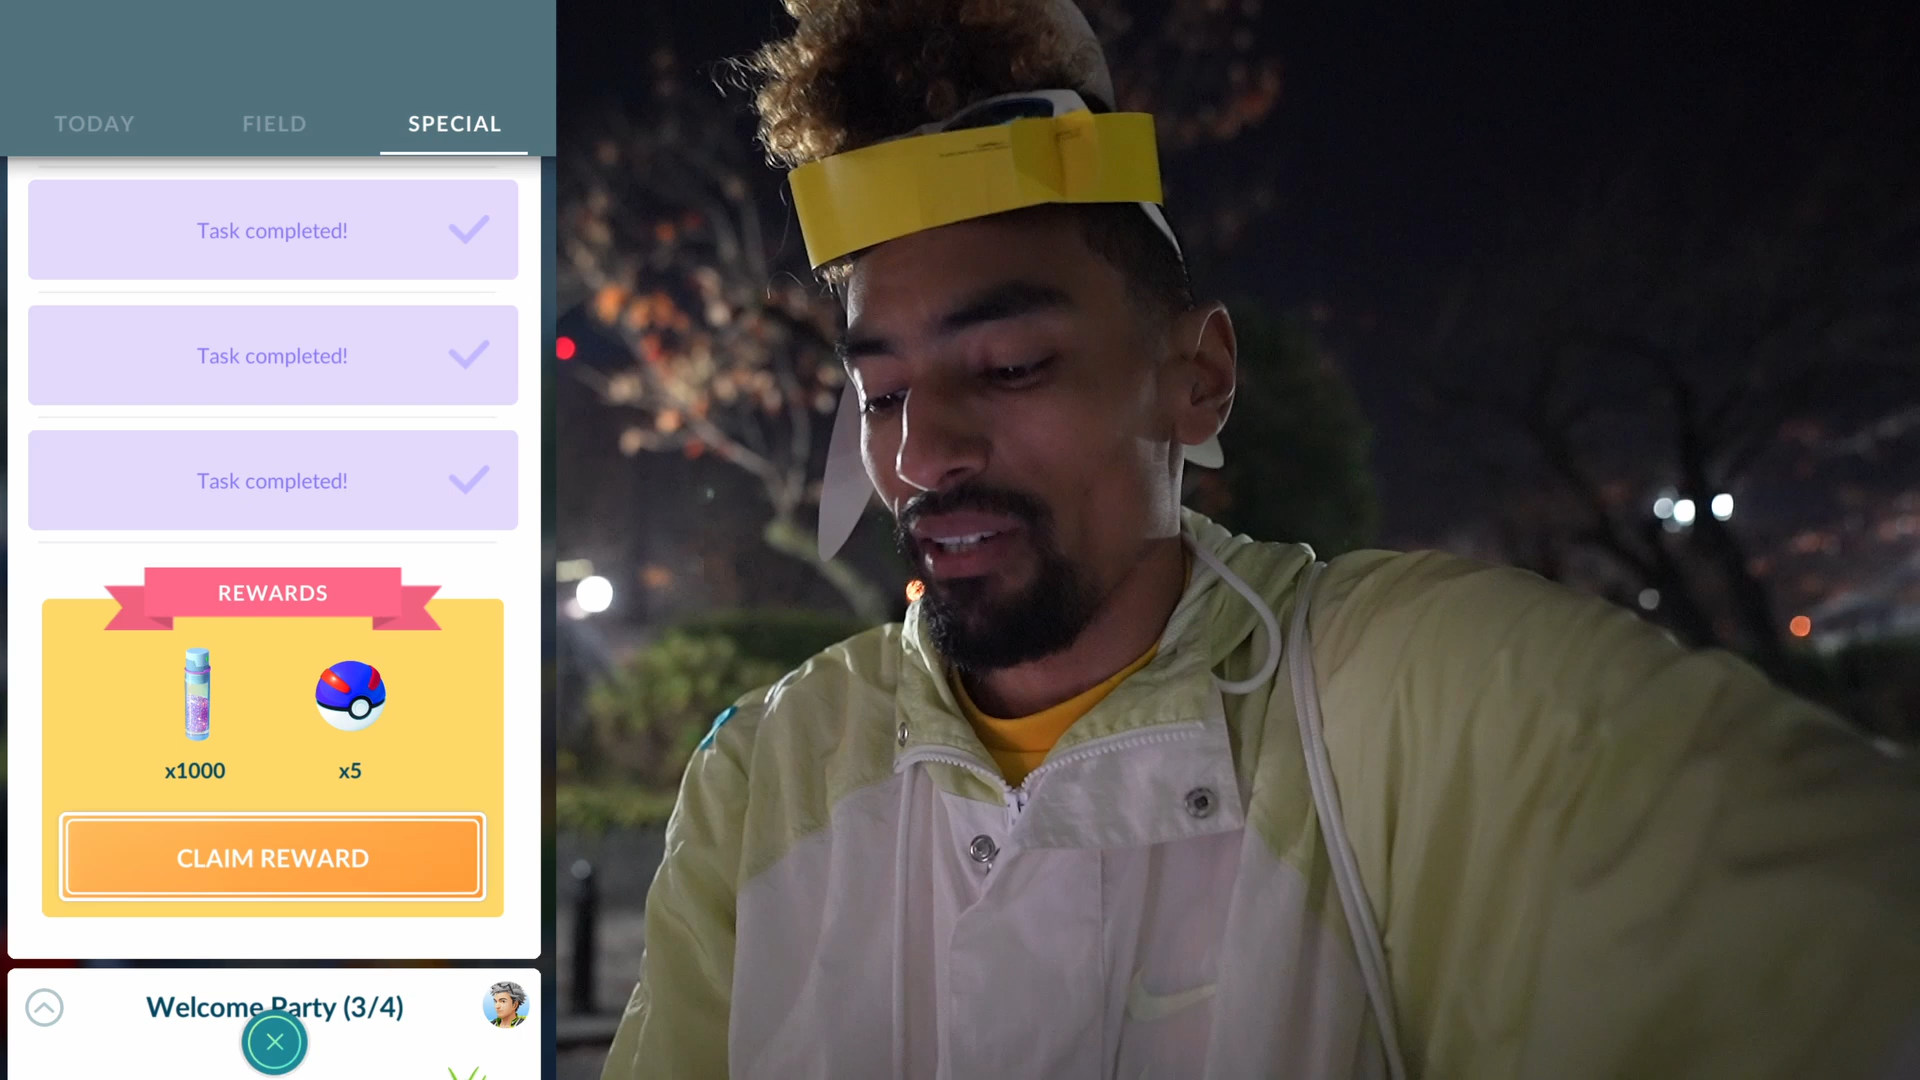 TODAY
FIELD
SPECIAL
Task completed!
Task completed!
Task completed!
REWARDS
x1000
x5
CLAIM REWARD
Welcome Party (3/4)